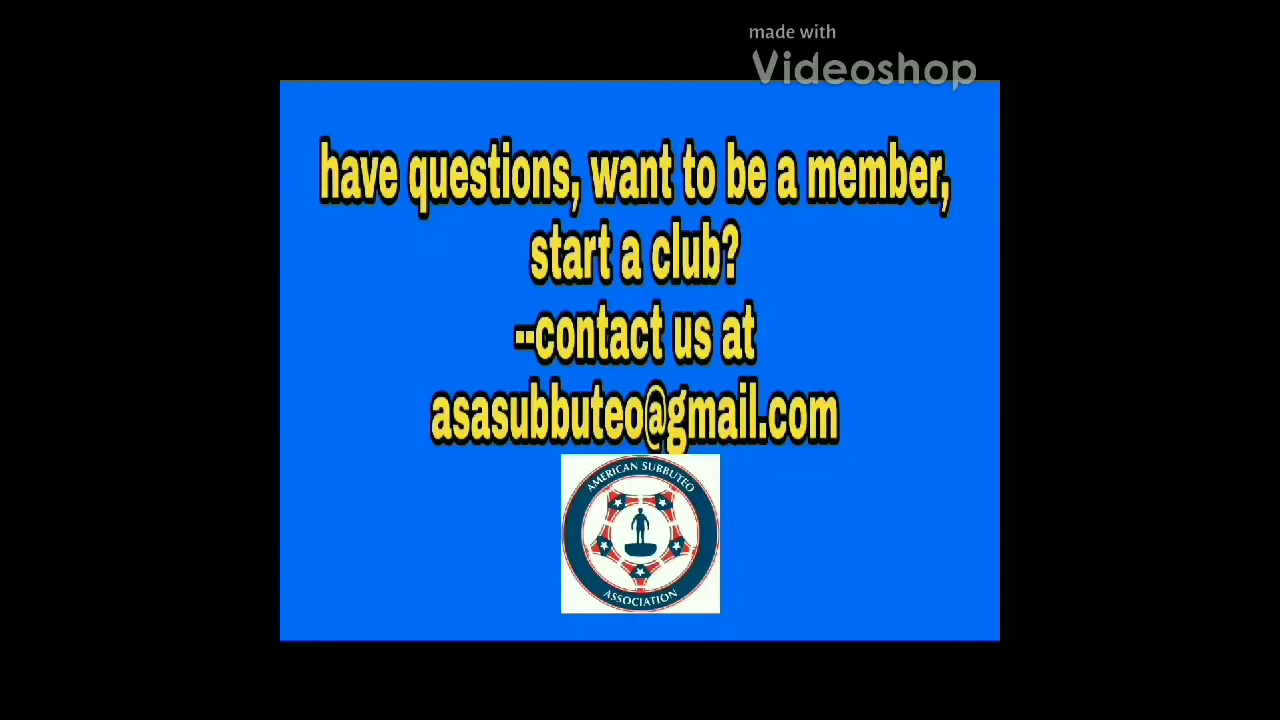 made with
Videoshop
have questions, want to be a member,
start a club?
--contact us at
asasubbuteo@gmail.com
AMERICAN SUBBUTEO
ASSOCIATION